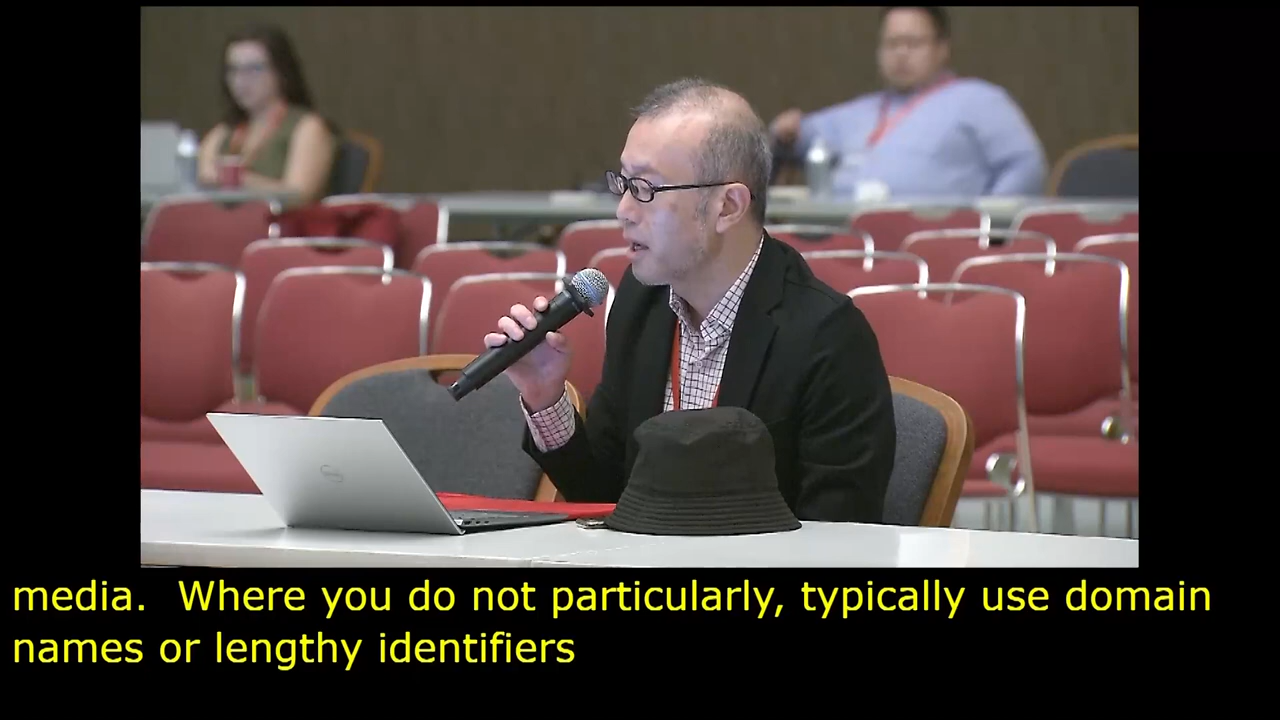 media.  Where you do not particularly, typically use domain
names or lengthy identifiers